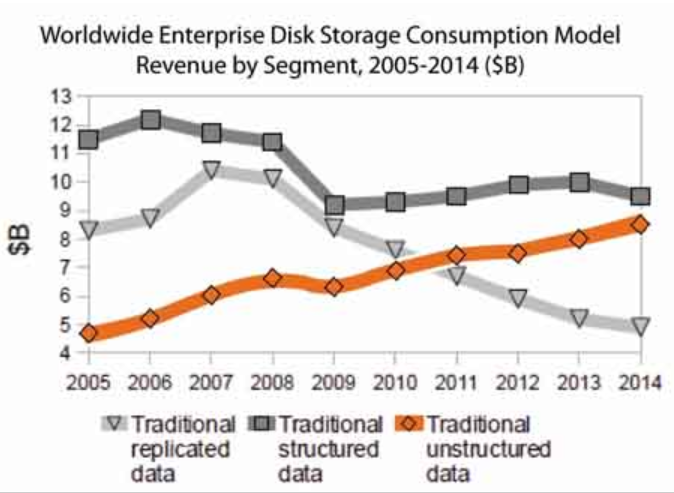 Worldwide Enterprise Disk Storage Consumption Model
Revenue by Segment, 2005-2014 ($B)
13
12
11
10
9
8
7
6
5
4
$B
2005 2006 2007 2008 2009 2010 2011 2012 2013 2014
Traditional replicated data
Traditional structured data
Traditional unstructured data